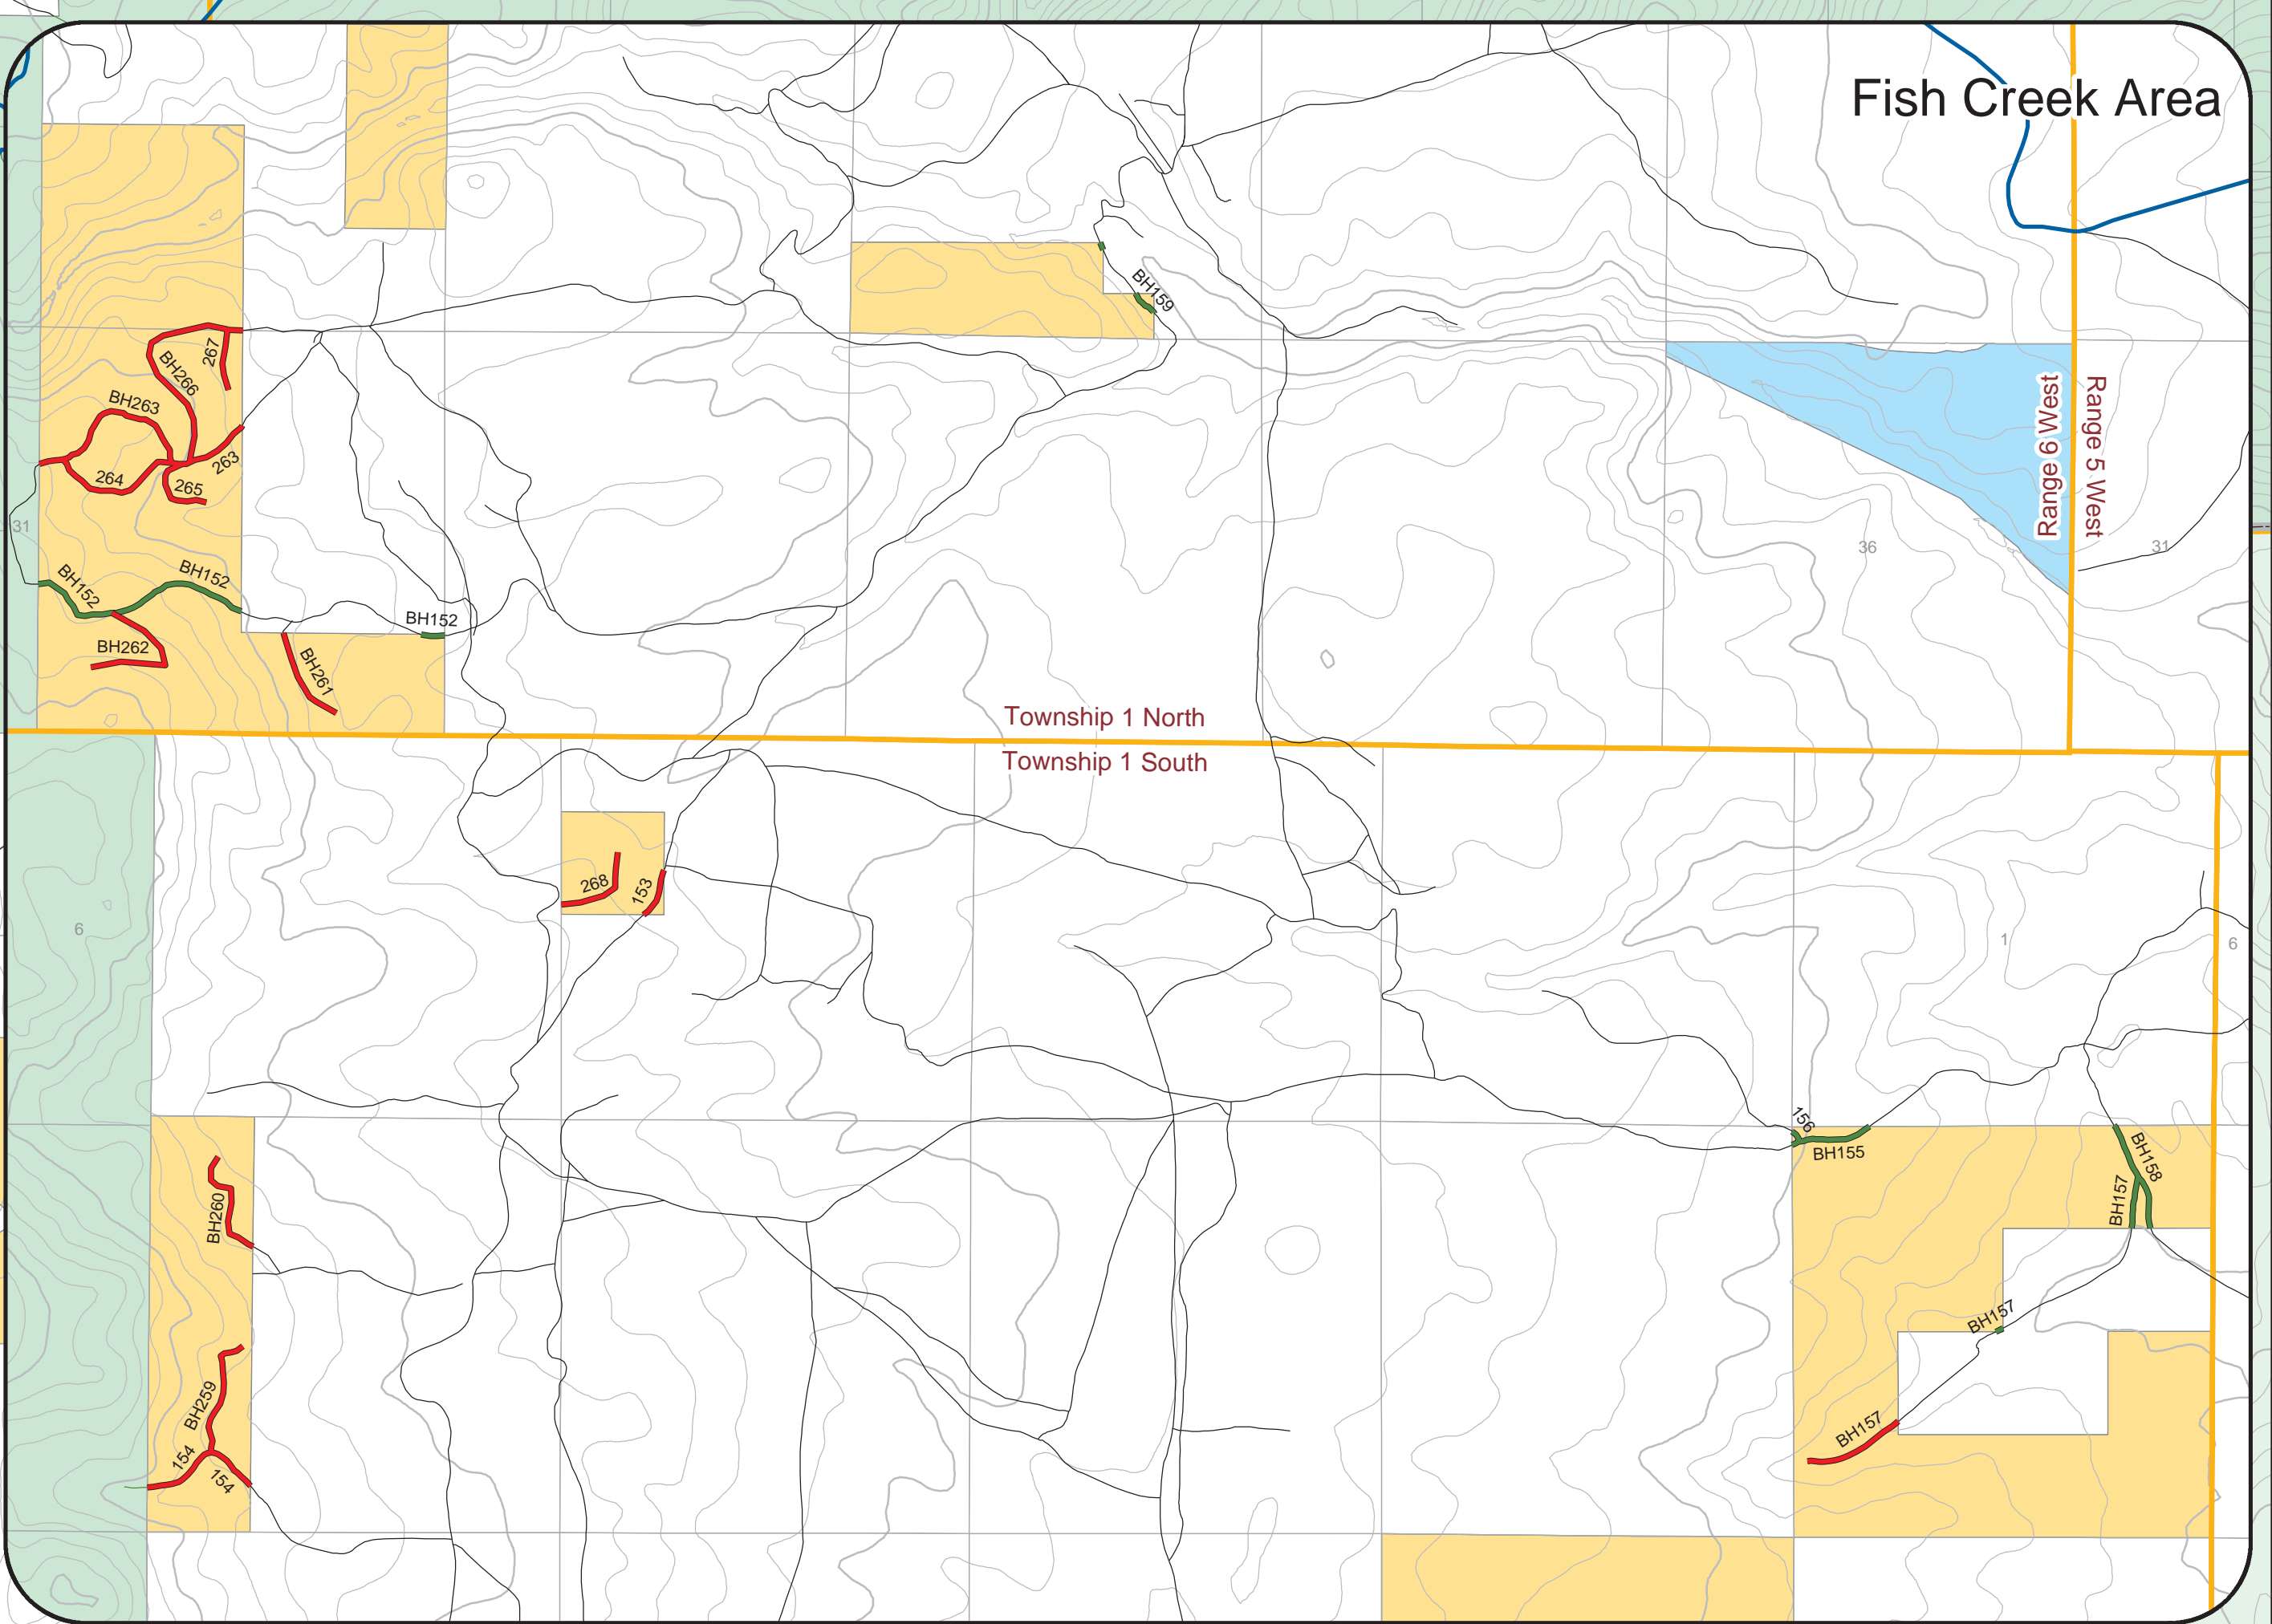 Fish Creek Area
BH159
267
BH266
BH263
263
264
265
Range 6 West
Range 5 West
31
36
31
BH152
BH152
BH152
BH262
BH261
Township 1 North
Township 1 South
268
153
6
1
6
156
BH155
BH158
BH157
BH260
BH157
BH259
BH157
154
154